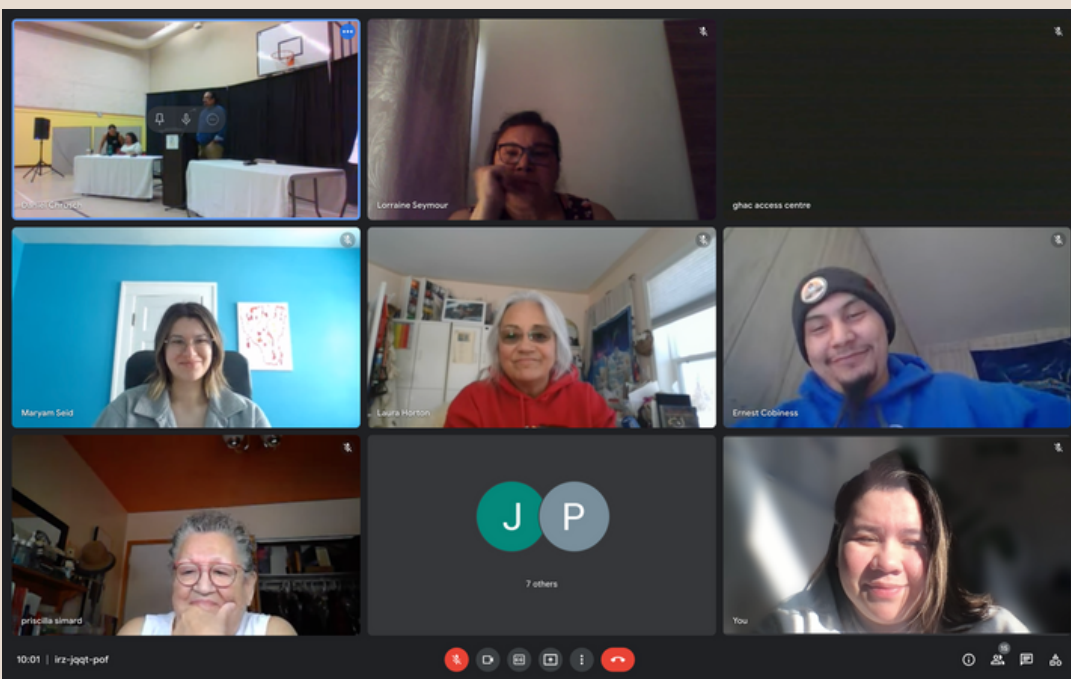 Lorraine Seymour
ghac access centre
Maryam Seid
Laura Horton
Ernest Cobiness
priscilla simard
J P
7 others
You
10:01 | irz-jqqt-pof
15